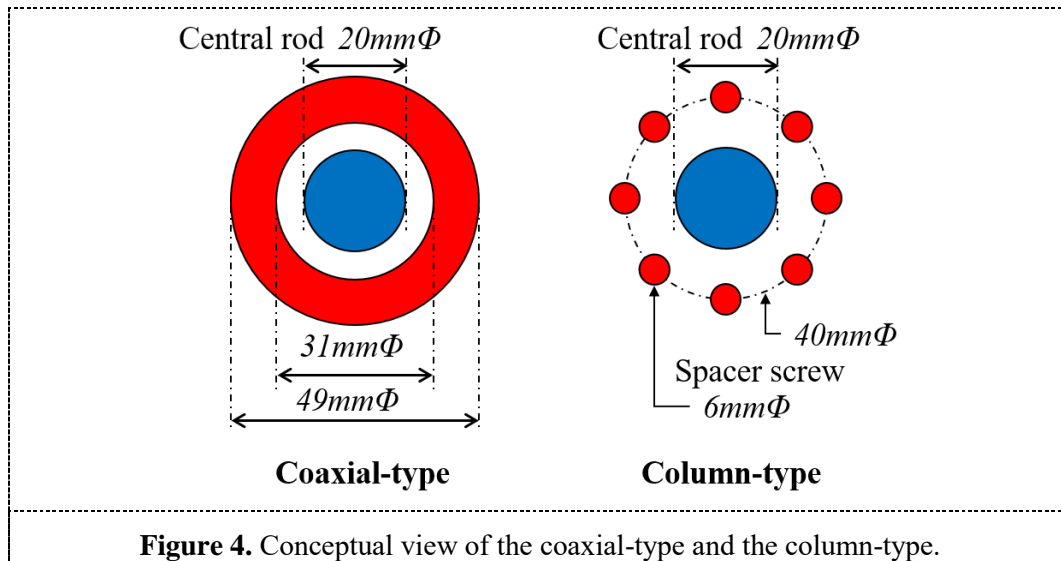 Central rod 20mmΦ
31mmΦ
49mmΦ
Coaxial-type
Central rod 20mmΦ
40mmΦ
Spacer screw
6mmΦ
Column-type
Figure 4. Conceptual view of the coaxial-type and the column-type.